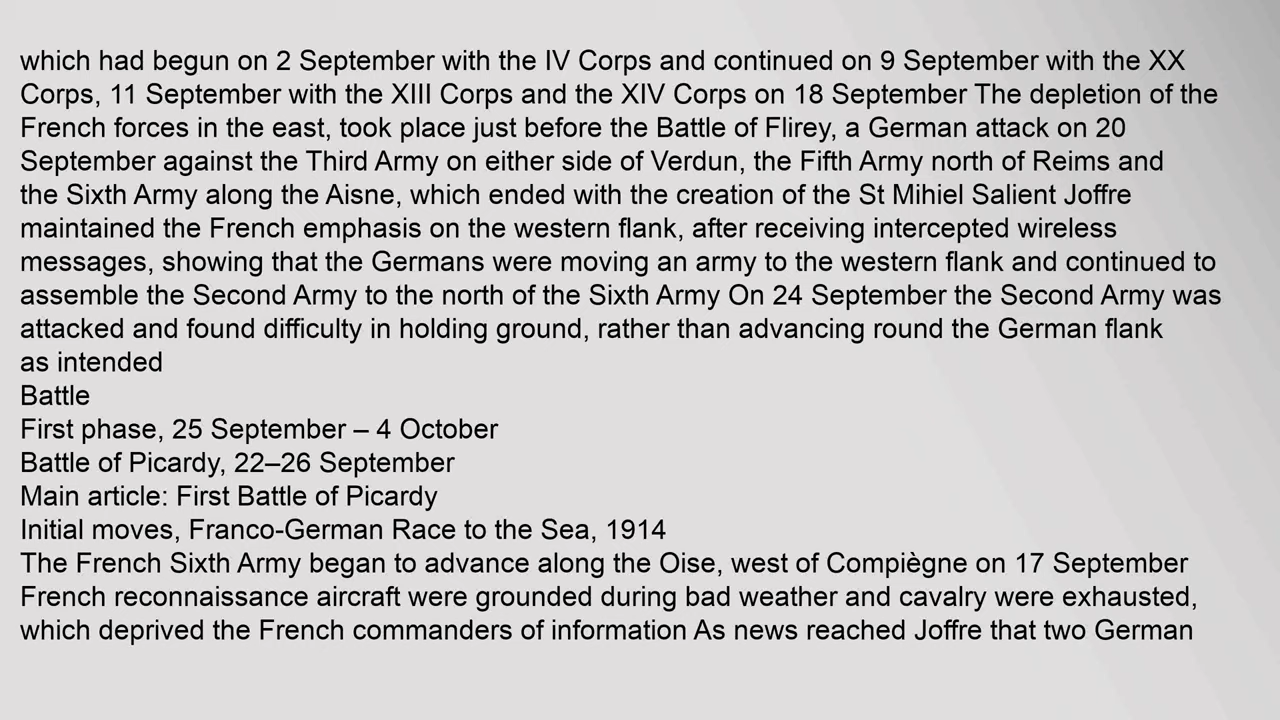 which had begun on 2 September with the IV Corps and continued on 9 September with the XX
Corps, 11 September with the XIII Corps and the XIV Corps on 18 September The depletion of the
French forces in the east, took place just before the Battle of Flirey, a German attack on 20
September against the Third Army on either side of Verdun, the Fifth Army north of Reims and
the Sixth Army along the Aisne, which ended with the creation of the St Mihiel Salient Joffre
maintained the French emphasis on the western flank, after receiving intercepted wireless
messages, showing that the Germans were moving an army to the western flank and continued to
assemble the Second Army to the north of the Sixth Army On 24 September the Second Army was
attacked and found difficulty in holding ground, rather than advancing round the German flank
as intended
Battle
First phase, 25 September – 4 October
Battle of Picardy, 22–26 September
Main article: First Battle of Picardy
Initial moves, Franco-German Race to the Sea, 1914
The French Sixth Army began to advance along the Oise, west of Compiègne on 17 September
French reconnaissance aircraft were grounded during bad weather and cavalry were exhausted,
which deprived the French commanders of information As news reached Joffre that two German